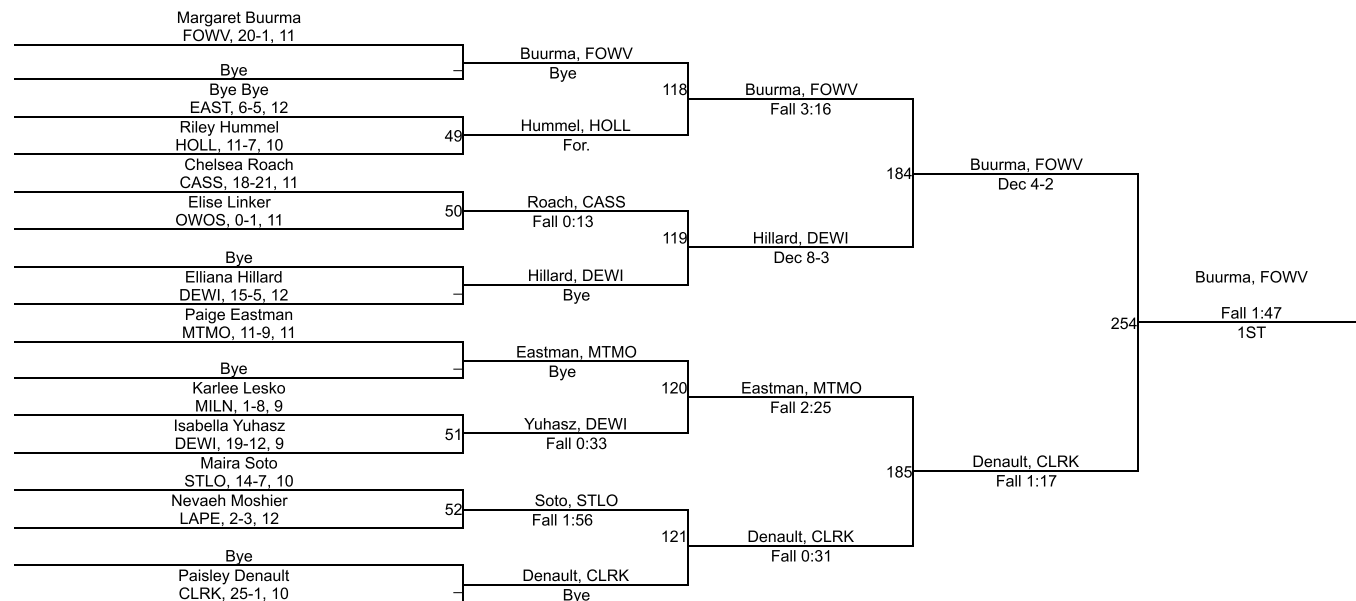 Margaret Buurma
FOWV, 20-1, 11
Bye
Bye Bye
EAST, 6-5, 12
Riley Hummel
HOLL, 11-7, 10
Chelsea Roach
CASS, 18-21, 11
Elise Linker
OWOS, 0-1, 11
Bye
Elliana Hillard
DEWI, 15-5, 12
Paige Eastman
MTMO, 11-9, 11
Bye
Karlee Lesko
MILN, 1-8, 9
Isabella Yuhasz
DEWI, 19-12, 9
Maira Soto
STLO, 14-7, 10
Nevaeh Moshier
LAPE, 2-3, 12
Bye
Paisley Denault
CLRK, 25-1, 10
–
49
50
–
–
51
52
–
Buurma, FOWV
Bye
Hummel, HOLL
For.
Roach, CASS
Fall 0:13
Hillard, DEWI
Bye
Eastman, MTMO
Bye
Yuhasz, DEWI
Fall 0:33
Soto, STLO
Fall 1:56
Denault, CLRK
Bye
118
119
120
121
Buurma, FOWV
Fall 3:16
Hillard, DEWI
Dec 8-3
Eastman, MTMO
Fall 2:25
Denault, CLRK
Fall 0:31
184
185
Buurma, FOWV
Dec 4-2
Denault, CLRK
Fall 1:17
254
Buurma, FOWV
Fall 1:47
1ST